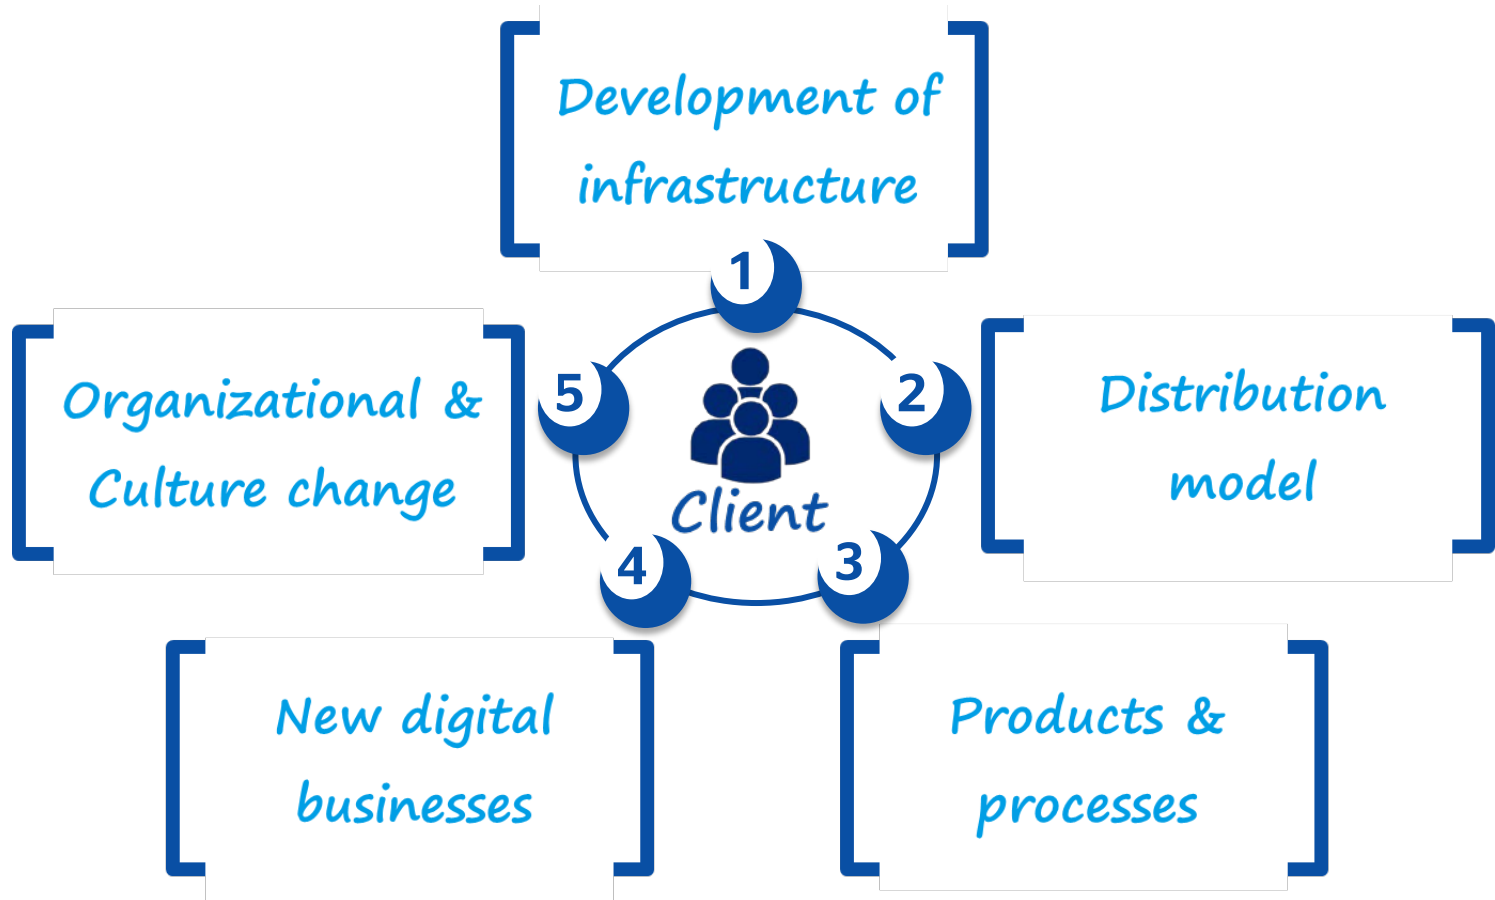 Development of
infrastructure
1
5
2
Organizational &
Culture change
Distribution
model
Client
4
3
New digital
businesses
Products &
processes